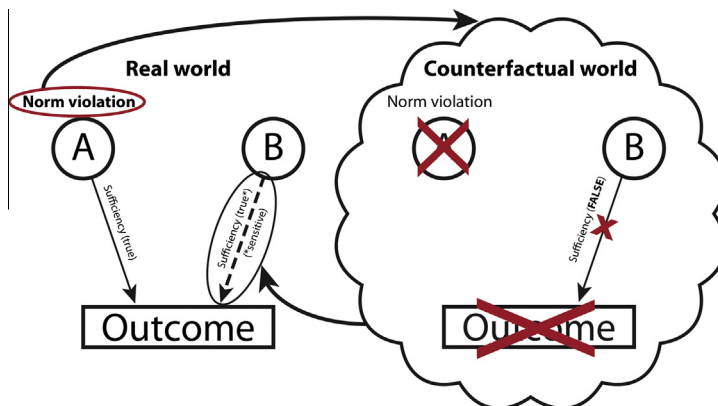 Real world
Counterfactual world
Norm violation
Norm violation
A
B
A
B
Sufficiency (true)
Sufficiency (true*)
(*sensitive)
Sufficiency (FALSE)
Outcome
Outcome